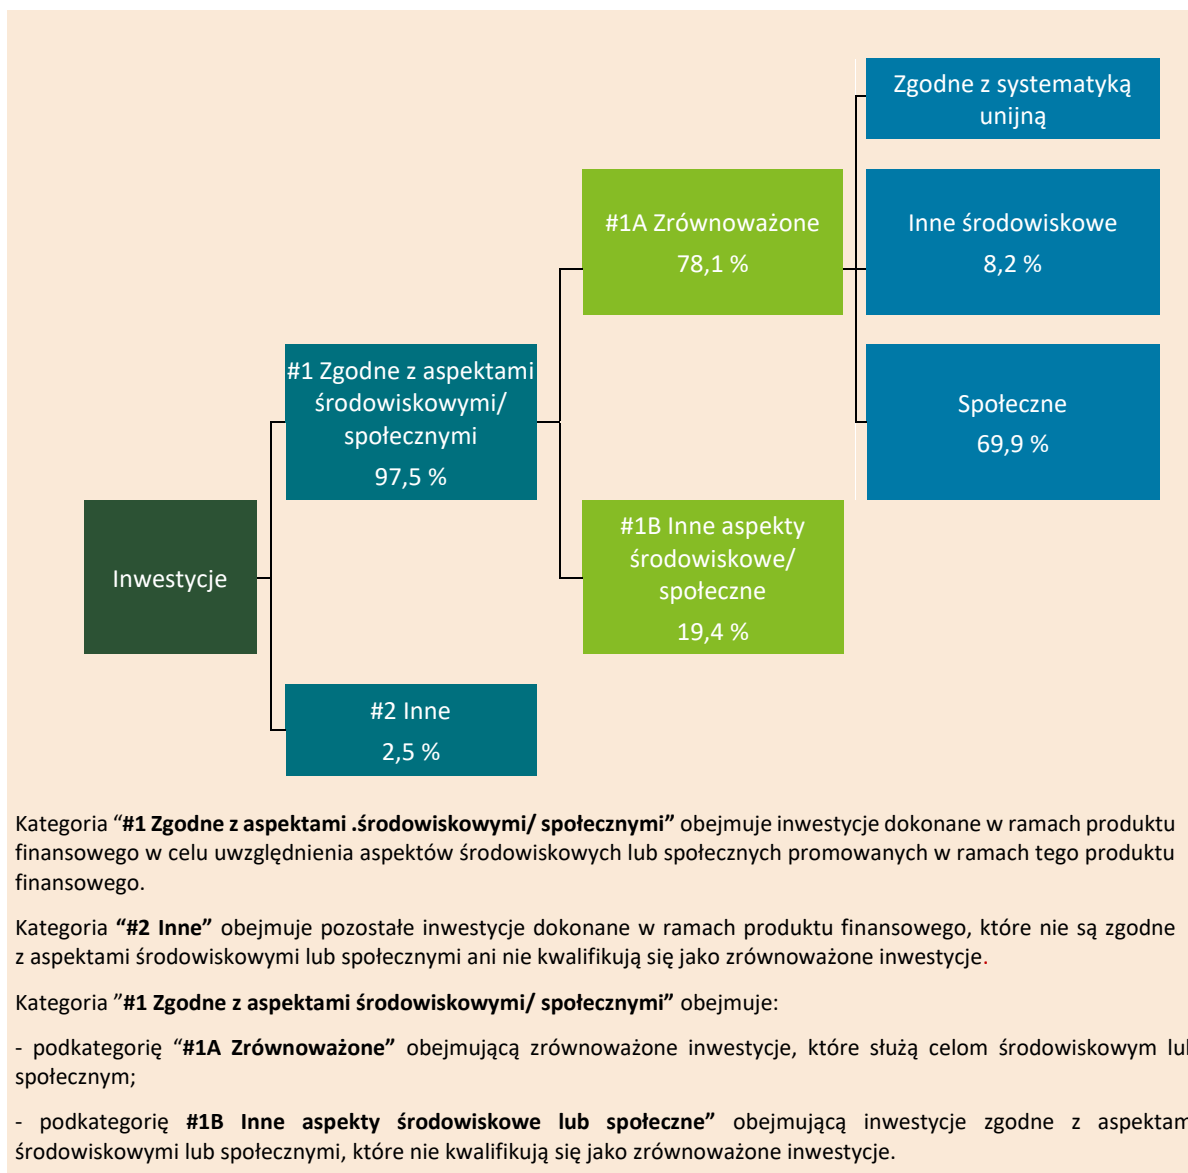 Zgodne z systematyką
unijną
#1A Zrównoważone
78,1 %
Inne środowiskowe
8,2 %
#1 Zgodne z aspektami
środowiskowymi/
społecznymi
97,5 %
Społeczne
69,9 %
Inwestycje
#1B Inne aspekty
środowiskowe/
społeczne
19,4 %
#2 Inne
2,5 %
Kategoria “#1 Zgodne z aspektami .środowiskowymi/ społecznymi” obejmuje inwestycje dokonane w ramach produktu
finansowego w celu uwzględnienia aspektów środowiskowych lub społecznych promowanych w ramach tego produktu
finansowego.
Kategoria “#2 Inne” obejmuje pozostałe inwestycje dokonane w ramach produktu finansowego, które nie są zgodne
z aspektami środowiskowymi lub społecznymi ani nie kwalifikują się jako zrównoważone inwestycje.
Kategoria ”#1 Zgodne z aspektami środowiskowymi/ społecznymi” obejmuje:
- podkategorię “#1A Zrównoważone” obejmującą zrównoważone inwestycje, które służą celom środowiskowym lub
społecznym;
- podkategorię #1B Inne aspekty środowiskowe lub społeczne” obejmującą inwestycje zgodne z aspektam
środowiskowymi lub społecznymi, które nie kwalifikują się jako zrównoważone inwestycje.